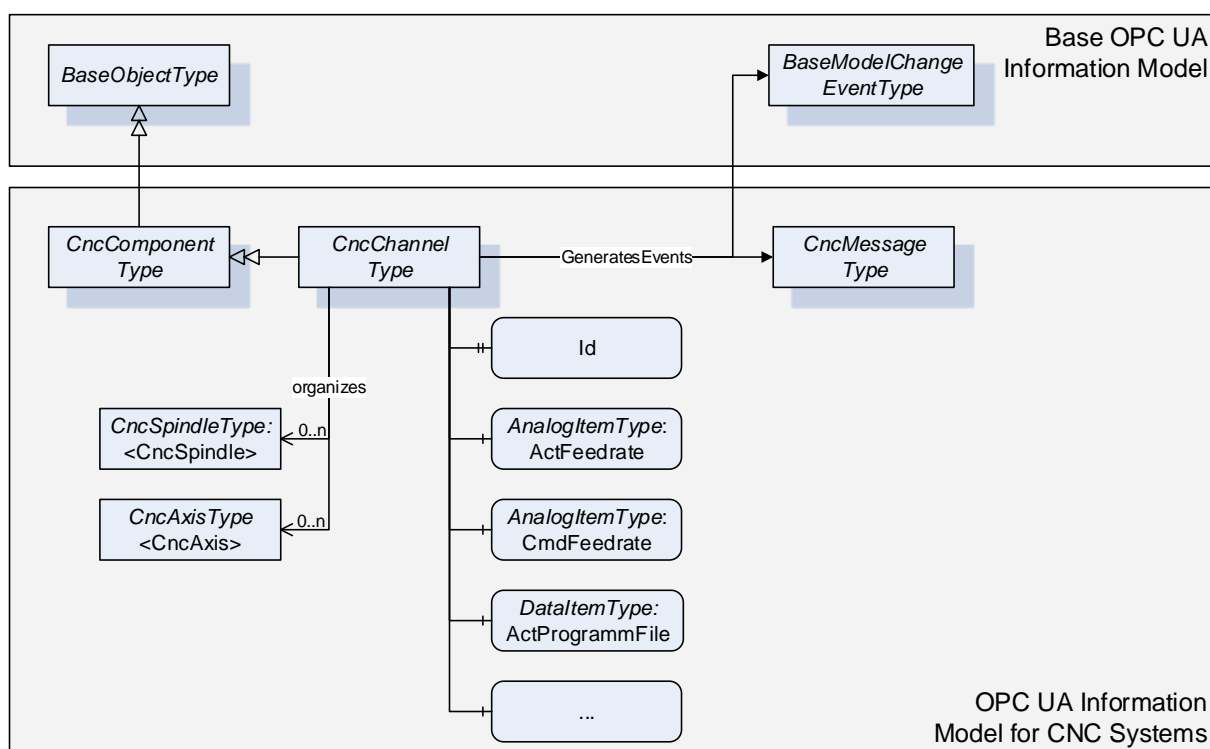 Base OPC UA
Information Model
BaseObjectType
BaseModelChange
EventType
CncComponent
Type
CncChannel
Type
GeneratesEvents
CncMessage
Type
Id
organizes
CncSpindleType:
<CncSpindle>
0..n
AnalogItemType:
ActFeedrate
CncAxisType
<CncAxis>
0..n
AnalogItemType:
CmdFeedrate
DataItemType:
ActProgrammFile
...
OPC UA Information
Model for CNC Systems